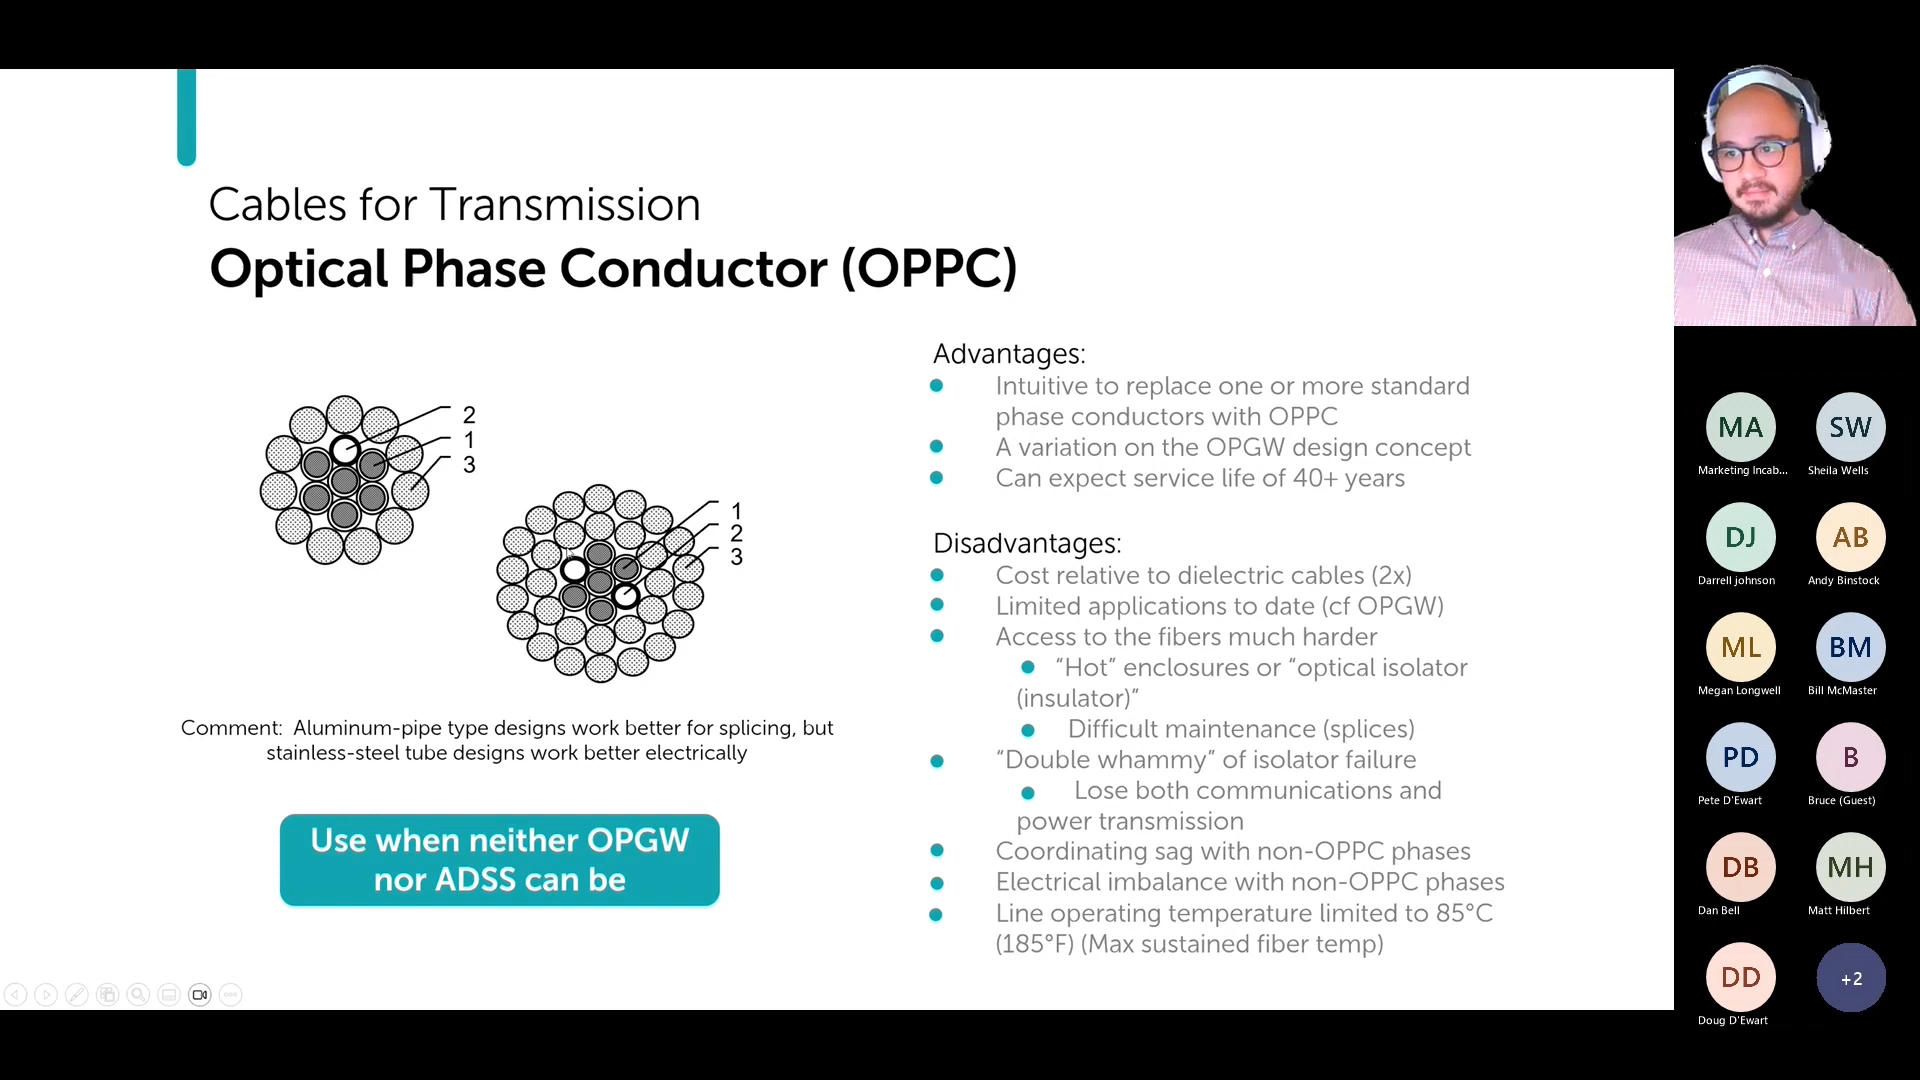 Cables for Transmission
Optical Phase Conductor (OPPC)
2
1
3
1
2
3
Comment: Aluminum-pipe type designs work better for splicing, but
stainless-steel tube designs work better electrically
Use when neither OPGW
nor ADSS can be
Advantages:
Intuitive to replace one or more standard
phase conductors with OPPC
A variation on the OPGW design concept
Can expect service life of 40+ years
Disadvantages:
Cost relative to dielectric cables (2x)
Limited applications to date (cf OPGW)
Access to the fibers much harder
“Hot” enclosures or “optical isolator
(insulator)”
Difficult maintenance (splices)
“Double whammy” of isolator failure
Lose both communications and
power transmission
Coordinating sag with non-OPPC phases
Electrical imbalance with non-OPPC phases
Line operating temperature limited to 85°C
(185°F) (Max sustained fiber temp)
MA
Marketing Incab...
SW
Sheila Wells
DJ
Darrell johnson
AB
Andy Binstock
ML
Megan Longwell
BM
Bill McMaster
PD
Pete D'Ewart
B
Bruce (Guest)
DB
Dan Bell
MH
Matt Hilbert
DD
Doug D'Ewart
+2